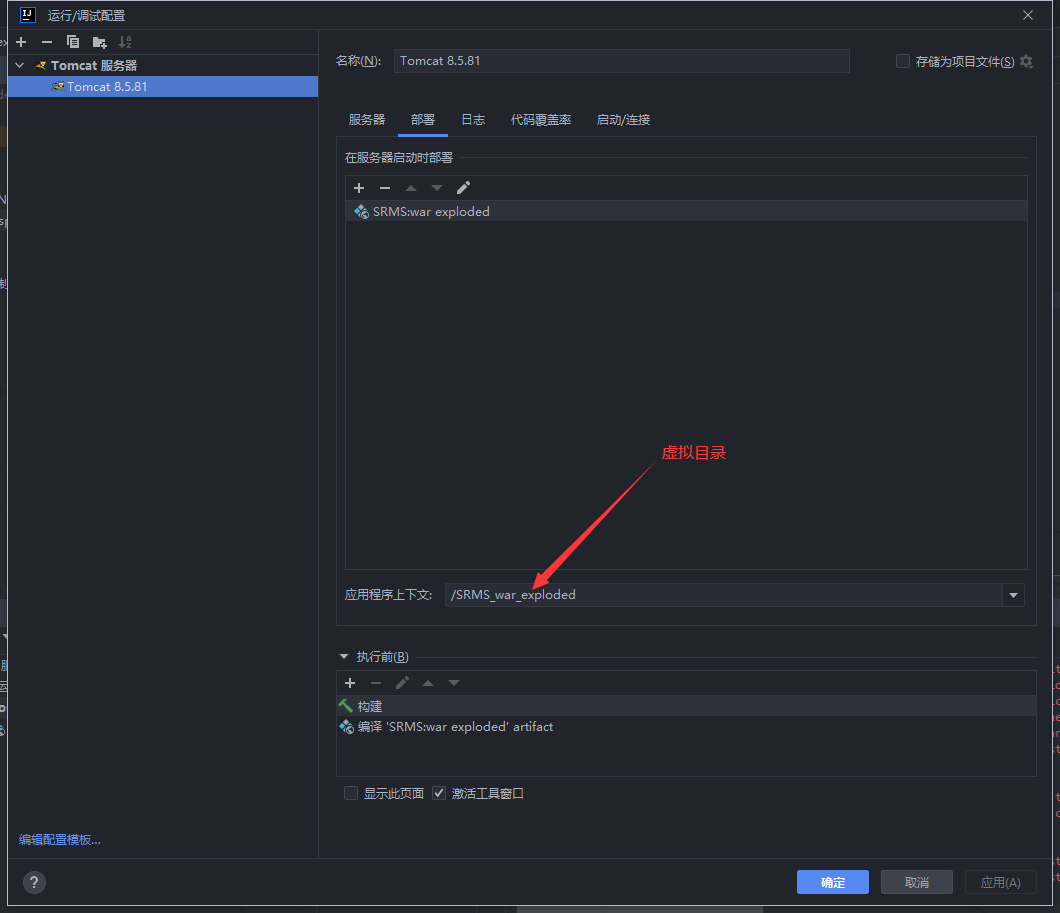 运行/调试配置
Tomcat 服务器
Tomcat 8.5.81
编辑配置模板...
名称(N):
Tomcat 8.5.81
存储为项目文件(S)
服务器 部署 日志 代码覆盖率 启动/连接
在服务器启动时部署
SRMS:war exploded
虚拟目录
应用程序上下文:
/SRMS_war_exploded
执行前(B)
构建
编译 'SRMS:war exploded' artifact
显示此页面 激活工具窗口
?
确定 取消 应用(A)